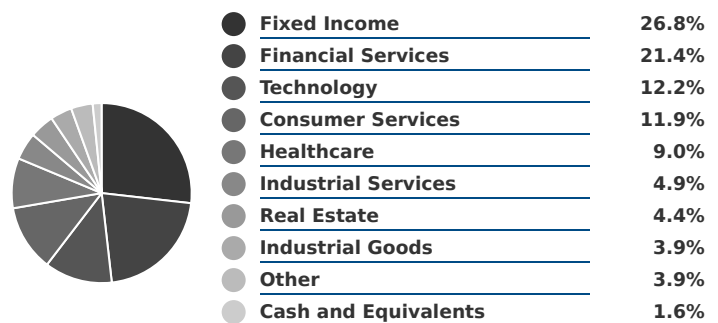 Fixed Income 26.8%
Financial Services 21.4%
Technology 12.2%
Consumer Services 11.9%
Healthcare 9.0%
Industrial Services 4.9%
Real Estate 4.4%
Industrial Goods 3.9%
Other 3.9%
Cash and Equivalents 1.6%